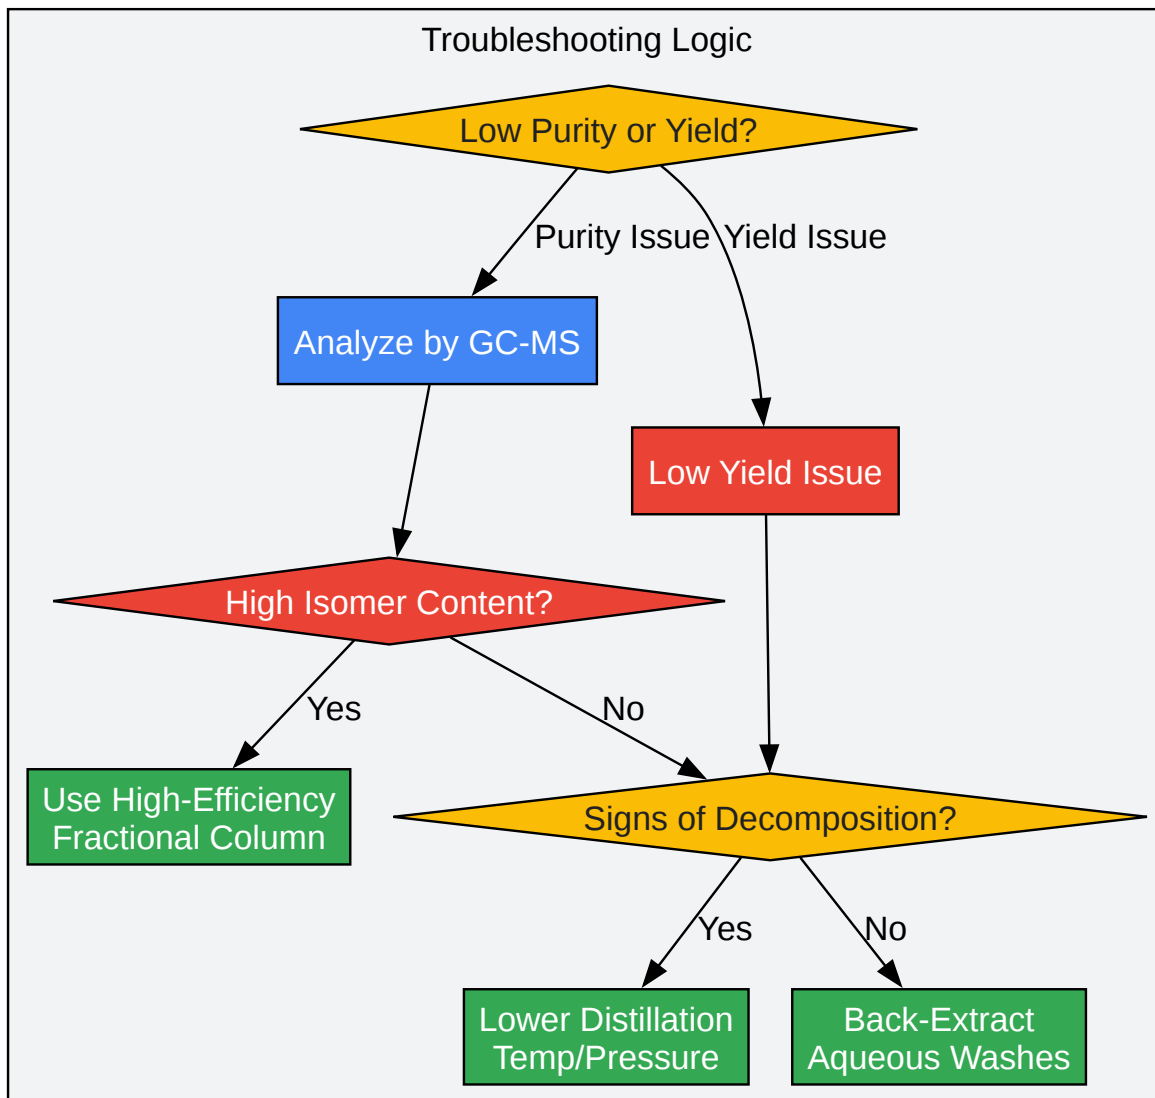 Troubleshooting Logic
Low Purity or Yield?
Purity Issue
Yield Issue
Analyze by GC-MS
Low Yield Issue
High Isomer Content?
Yes
No
Use High-Efficiency
Fractional Column
Signs of Decomposition?
Yes
No
Lower Distillation
Temp/Pressure
Back-Extract
Aqueous Washes